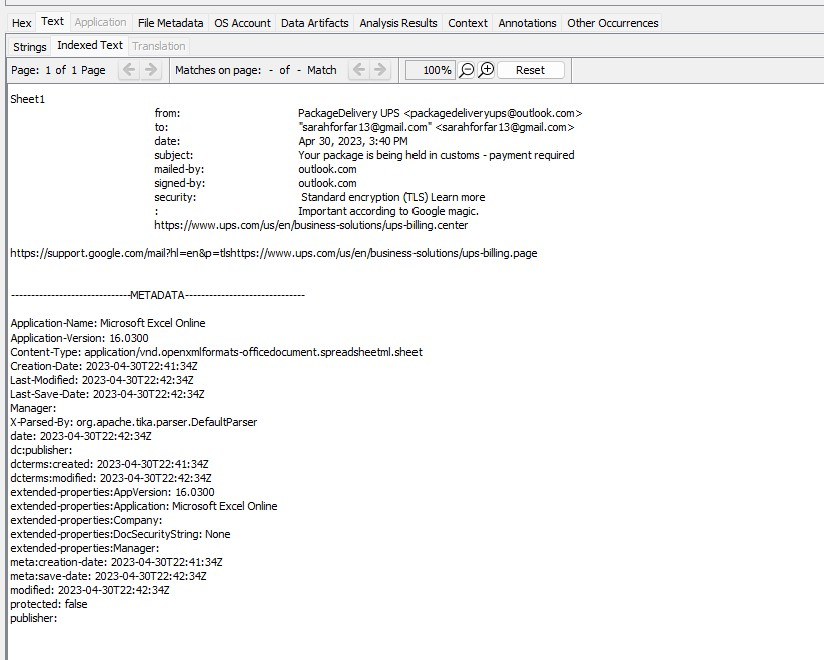 Hex Text Application File Metadata OS Account Data Artifacts Analysis Results Context Annotations Other Occurrences
Strings Indexed Text Translation
Page: 1 of 1 Page Matches on page: - of - Match 100% Reset
Sheet1
from: PackageDelivery UPS <packagedeliveryups@outlook.com>
to: "sarahforfar13@gmail.com" <sarahforfar13@gmail.com>
date: Apr 30, 2023, 3:40 PM
subject: Your package is being held in customs - payment required
mailed-by: outlook.com
signed-by: outlook.com
security: Standard encryption (TLS) Learn more
: Important according to Google magic.
https://www.ups.com/us/en/business-solutions/ups-billing.center
https://support.google.com/mail?hl=en&p=tlshttps://www.ups.com/us/en/business-solutions/ups-billing.page
------------------------------METADATA------------------------------
Application-Name: Microsoft Excel Online
Application-Version: 16.0300
Content-Type: application/vnd.openxmlformats-officedocument.spreadsheetml.sheet
Creation-Date: 2023-04-30T22:41:34Z
Last-Modified: 2023-04-30T22:42:34Z
Last-Save-Date: 2023-04-30T22:42:34Z
Manager:
X-Parsed-By: org.apache.tika.parser.DefaultParser
date: 2023-04-30T22:42:34Z
dc:publisher:
dcterms:created: 2023-04-30T22:41:34Z
dcterms:modified: 2023-04-30T22:42:34Z
extended-properties:AppVersion: 16.0300
extended-properties:Application: Microsoft Excel Online
extended-properties:Company:
extended-properties:DocSecurityString: None
extended-properties:Manager:
meta:creation-date: 2023-04-30T22:41:34Z
meta:save-date: 2023-04-30T22:42:34Z
modified: 2023-04-30T22:42:34Z
protected: false
publisher: